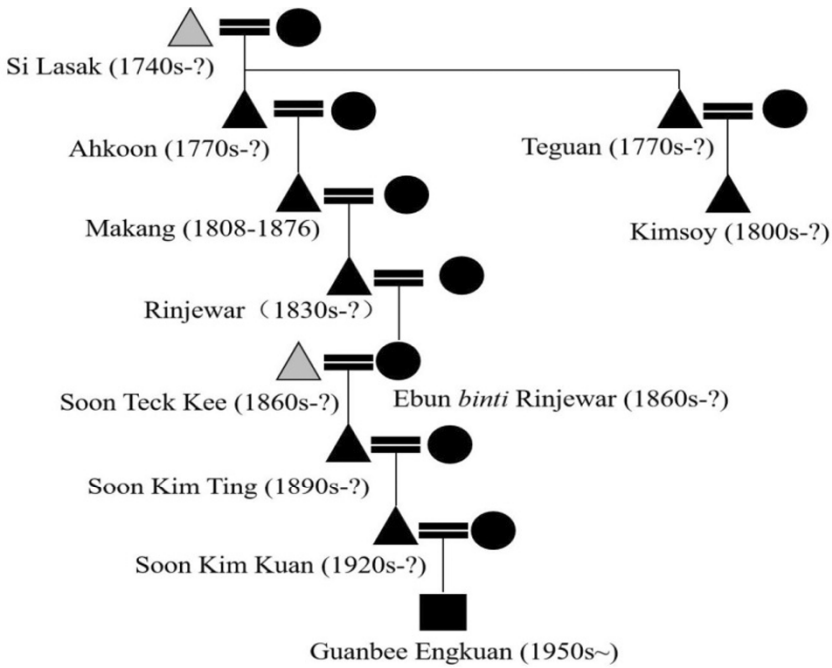 Si Lasak (1740s-?)
Ahkoon (1770s-?)
Teguan (1770s-?)
Makang (1808-1876)
Kimsoy (1800s-?)
Rinjewar（1830s-?）
Soon Teck Kee (1860s-?)
Ebun binti Rinjewar (1860s-?)
Soon Kim Ting (1890s-?)
Soon Kim Kuan (1920s-?)
Guanbee Engkuan (1950s~)